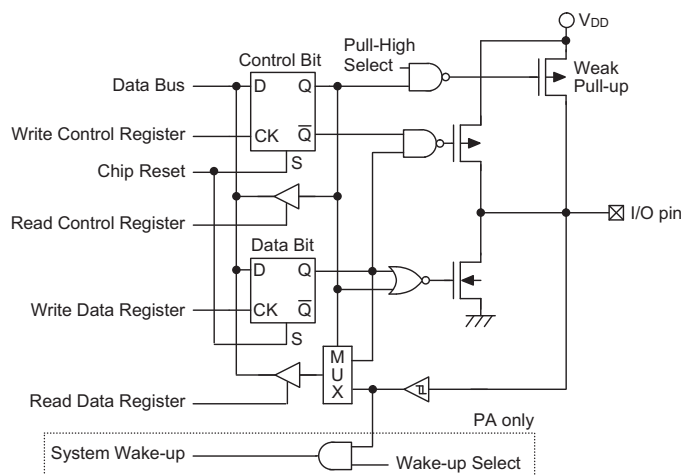 VDD
Control Bit
Pull-High
Select
Weak
Pull-up
Data Bus
D
Q
Write Control Register
CK
Q
S
Chip Reset
I/O pin
Read Control Register
Data Bit
D
Q
Write Data Register
CK
Q
S
M
U
X
Read Data Register
PA only
System Wake-up
Wake-up Select